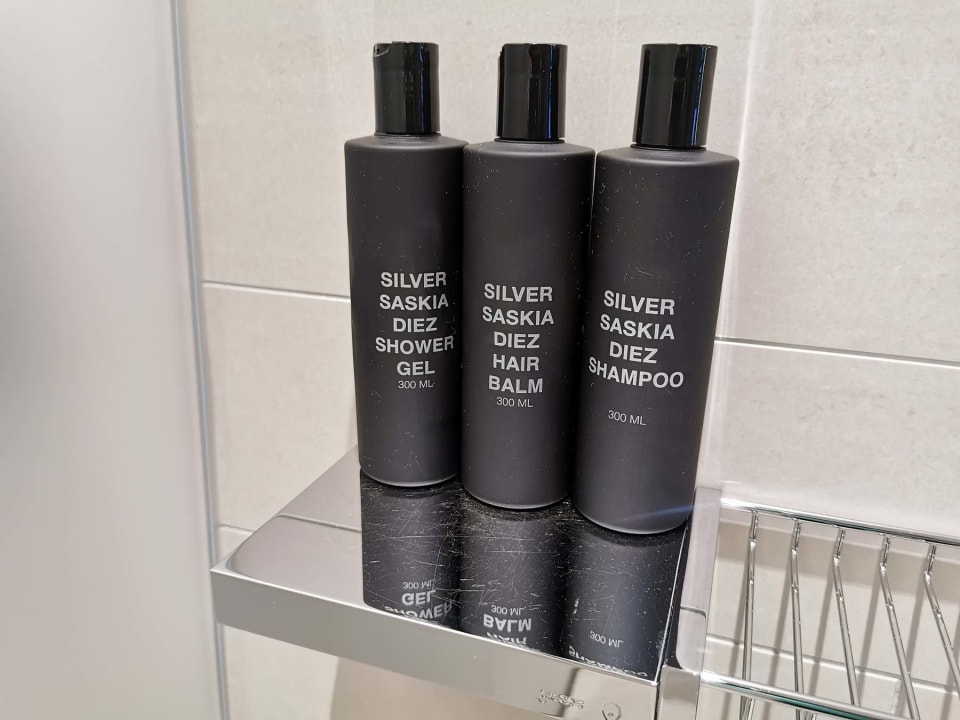 SILVER
SASKIA
DIEZ
SHOWER
GEL
300 ML
SILVER
SASKIA
DIEZ
HAIR
BALM
300 ML
SILVER
SASKIA
DIEZ
SHAMPOO
300 ML